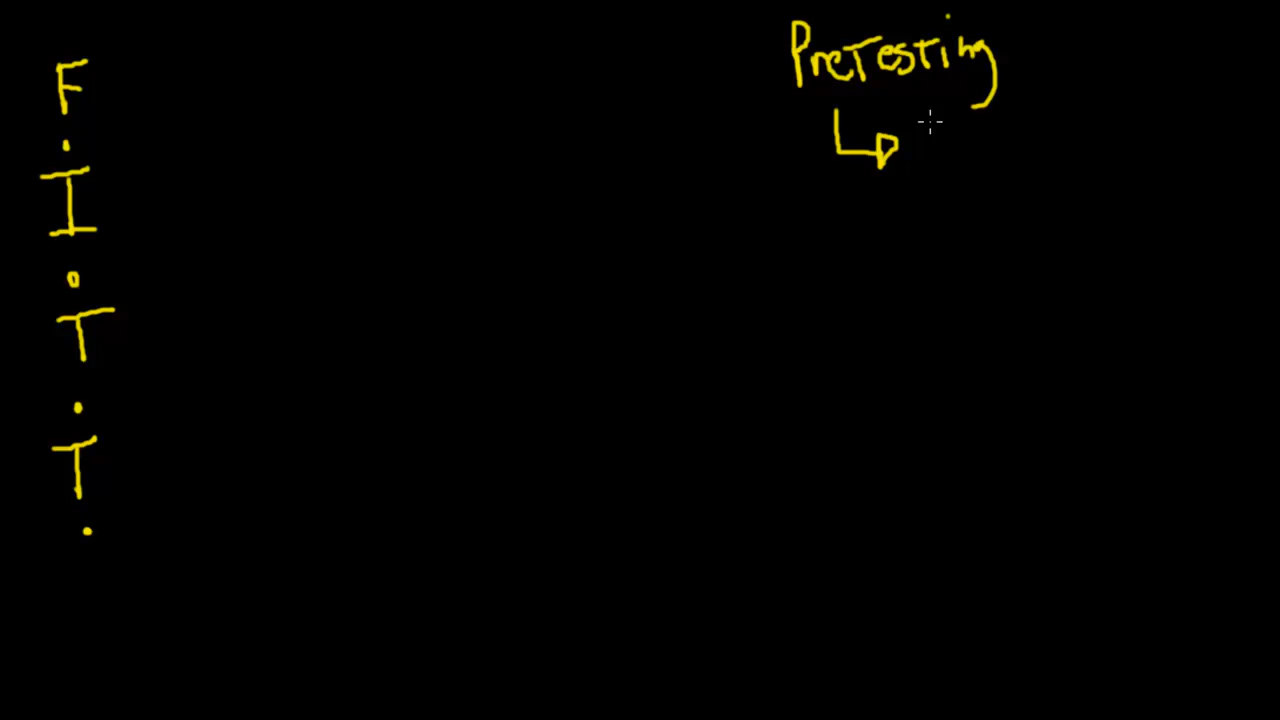 F
.
I
.
T
.
T
.
PreTesting